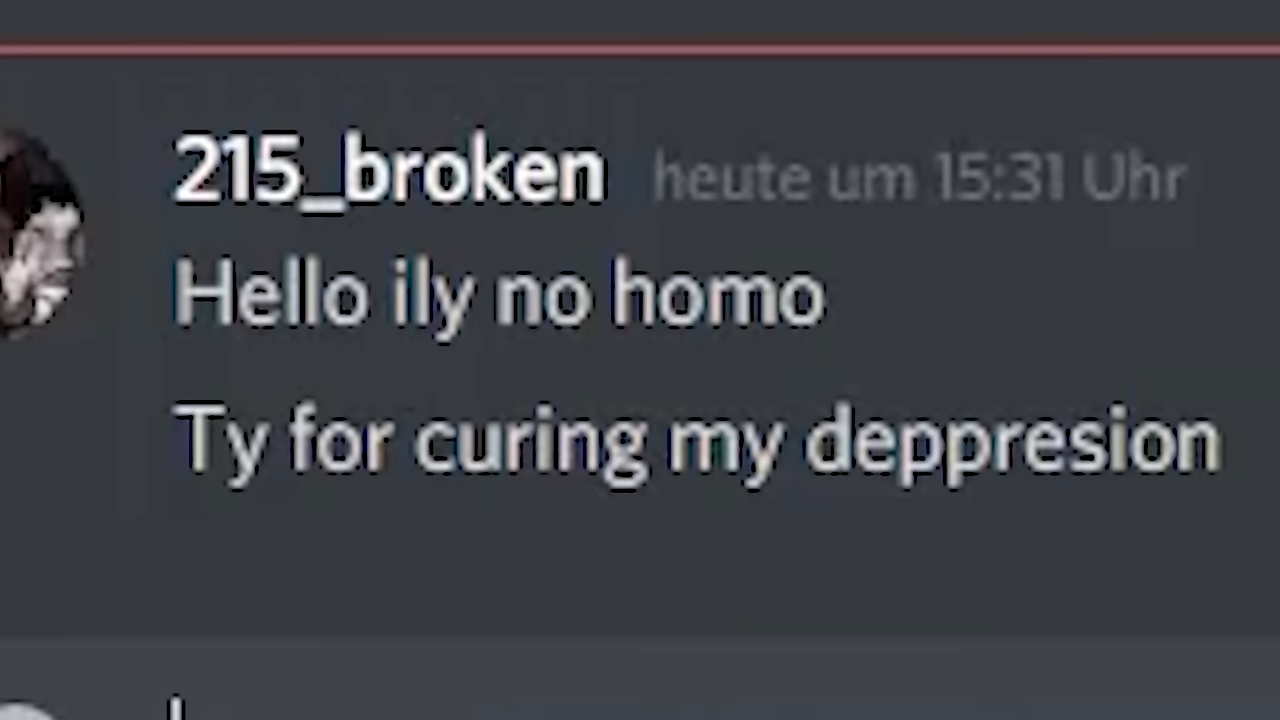 215_broken heute um 15:31 Uhr
Hello ily no homo
Ty for curing my deppresion